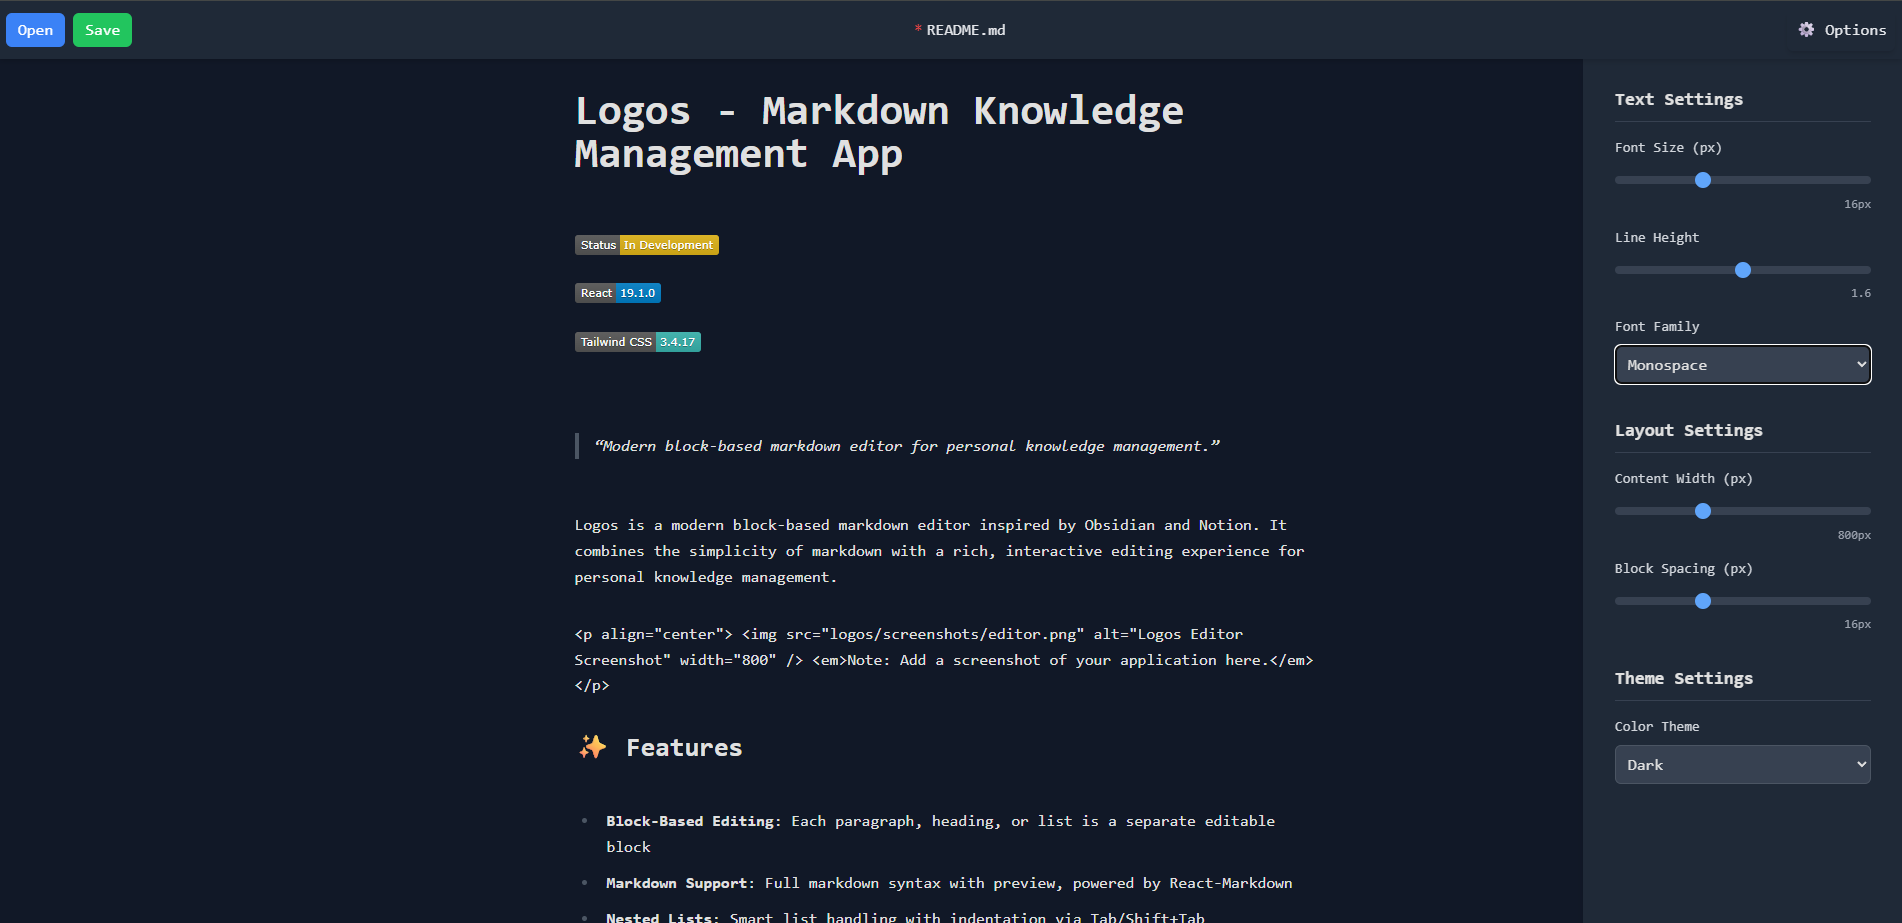 Open Save * README.md Options
Logos - Markdown Knowledge
Management App
Status In Development
React 19.1.0
Tailwind CSS 3.4.17
“Modern block-based markdown editor for personal knowledge management.”
Logos is a modern block-based markdown editor inspired by Obsidian and Notion. It
combines the simplicity of markdown with a rich, interactive editing experience for
personal knowledge management.
<p align="center"> <img src="logos/screenshots/editor.png" alt="Logos Editor
Screenshot" width="800" /> <em>Note: Add a screenshot of your application here.</em>
</p>
✨ Features
• Block-Based Editing: Each paragraph, heading, or list is a separate editable
block
• Markdown Support: Full markdown syntax with preview, powered by React-Markdown
• Nested Lists: Smart list handling with indentation via Tab/Shift+Tab
Text Settings
Font Size (px)
16px
Line Height
1.6
Font Family
Monospace
Layout Settings
Content Width (px)
800px
Block Spacing (px)
16px
Theme Settings
Color Theme
Dark